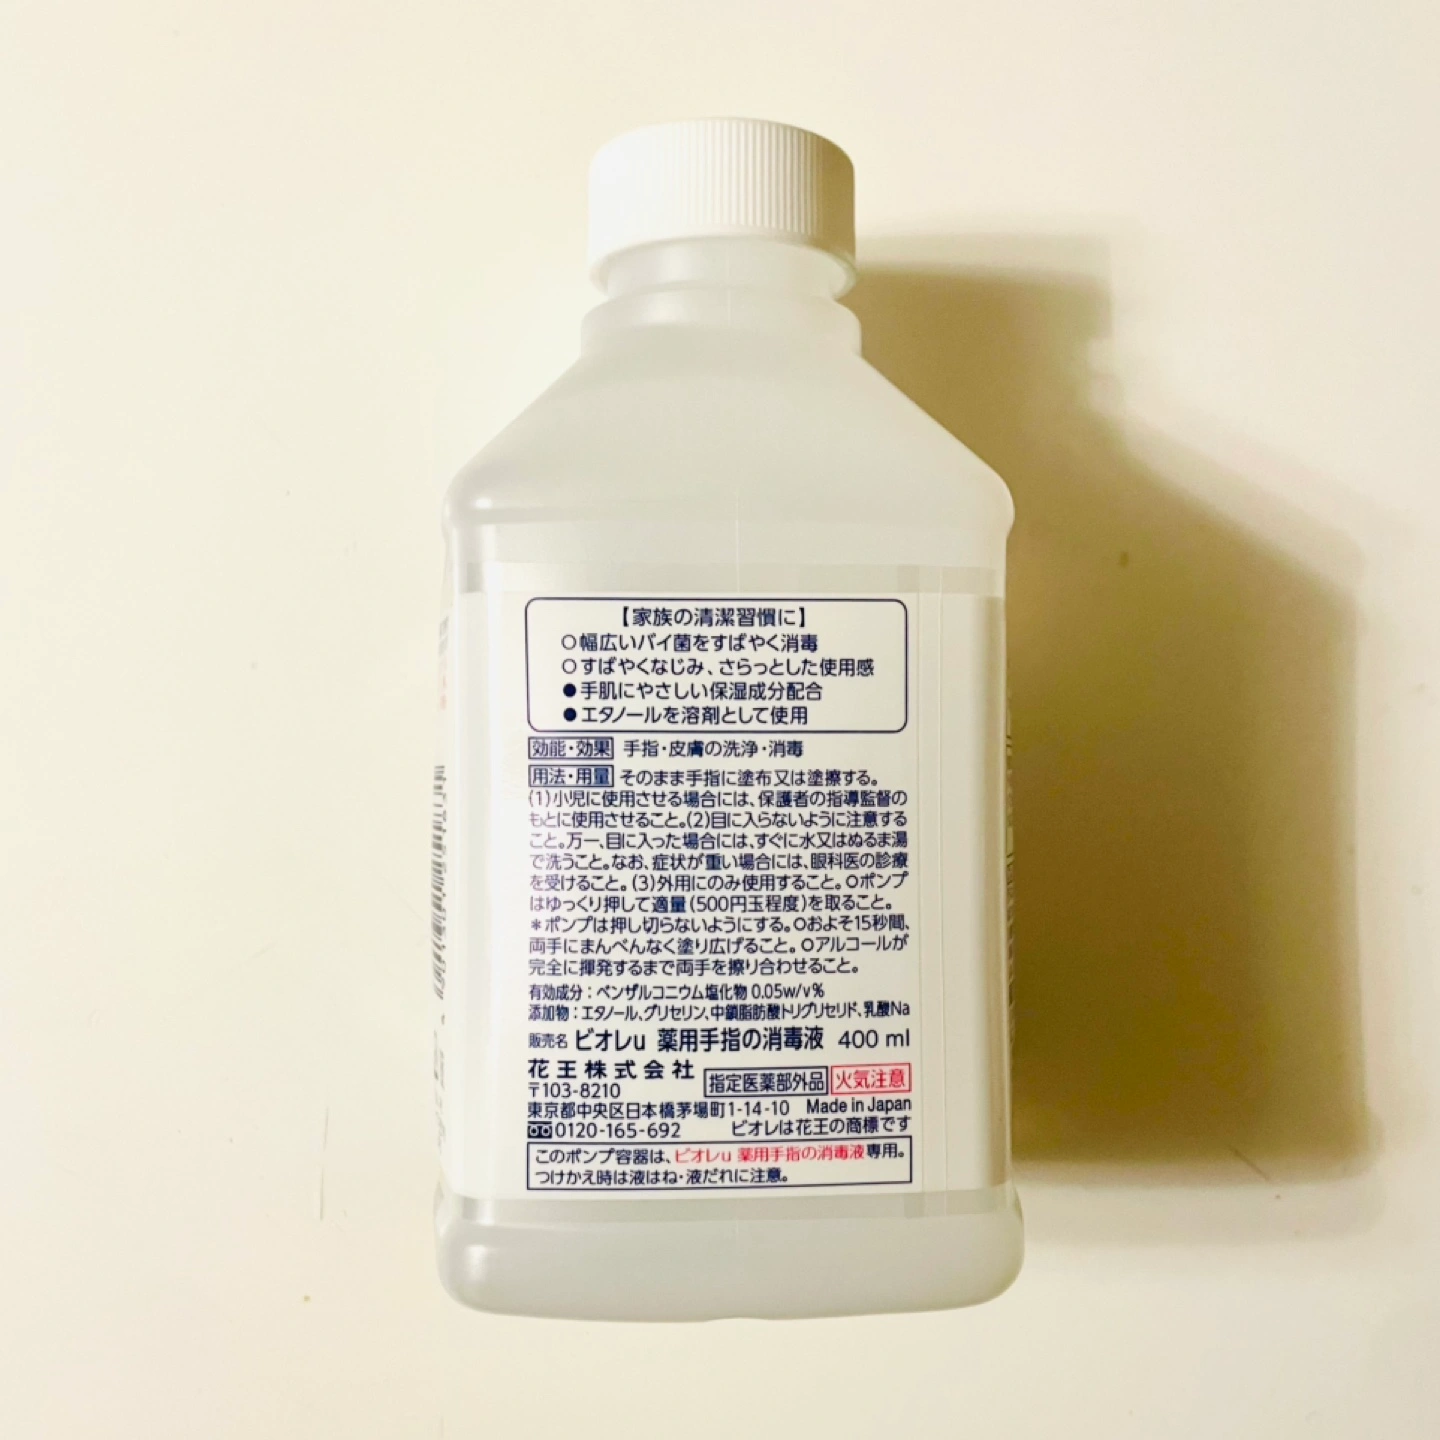 【家族の清潔習慣に】
○幅広いバイ菌をすばやく消毒
○すばやくなじみ、さらっとした使用感
●手肌にやさしい保湿成分配合
●エタノールを溶剤として使用
効能・効果 手指・皮膚の洗浄・消毒
用法・用量 そのまま手指に塗布又は塗擦する。
(1)小児に使用させる場合には、保護者の指導監督の
もとに使用させること。(2)目に入らないように注意する
こと。万一、目に入った場合には、すぐに水又はぬるま湯
で洗うこと。なお、症状が重い場合には、眼科医の診療
を受けること。(3)外用にのみ使用すること。○ポンプ
はゆっくり押して適量(500円玉程度)を取ること。
＊ポンプは押し切らないようにする。○およそ15秒間、
両手にまんべんなく塗り広げること。○アルコールが
完全に揮発するまで両手を擦り合わせること。
有効成分：ベンザルコニウム塩化物 0.05w/v%
添加物：エタノール、グリセリン、中鎖脂肪酸トリグリセリド、乳酸Na
販売名 ビオレu 薬用手指の消毒液 400 ml
花王株式会社
〒103-8210 指定医薬部外品 火気注意
東京都中央区日本橋茅場町1-14-10 Made in Japan
0120-165-692 ビオレは花王の商標です
このポンプ容器は、ビオレu 薬用手指の消毒液専用。
つけかえ時は液はね・液だれに注意。